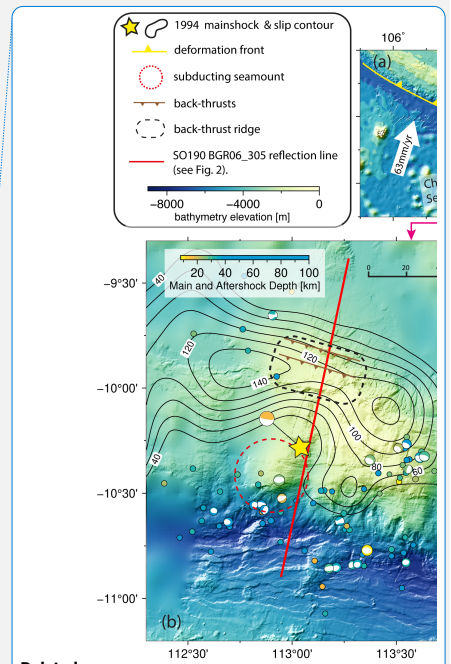 1994 mainshock & slip contour
deformation front
subducting seamount
back-thrusts
back-thrust ridge
SO190 BGR06_305 reflection line
(see Fig. 2).
−8000 −4000 0
bathymetry elevation [m]
106°
(a)
63mm/yr
Ch
Se
20 40 60 80 100
Main and Aftershock Depth [km]
0 20
−9°30'
−10°00'
−10°30'
−11°00'
40
120
120
140
100
80
60
40
(b)
112°30' 113°00' 113°30'